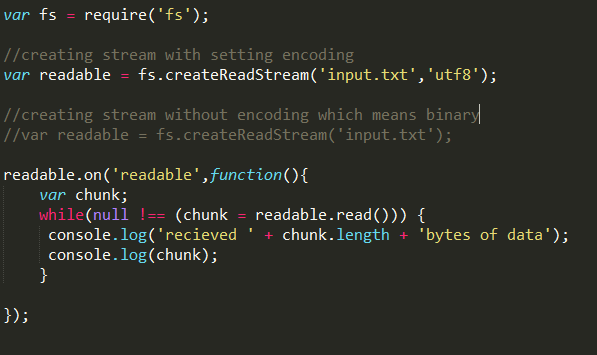 var fs = require('fs');
//creating stream with setting encoding
var readable = fs.createReadStream('input.txt','utf8');
//creating stream without encoding which means binary
//var readable = fs.createReadStream('input.txt');
readable.on('readable',function(){
    var chunk;
    while(null !== (chunk = readable.read())) {
     console.log('recieved ' + chunk.length + 'bytes of data');
     console.log(chunk);
    }
});